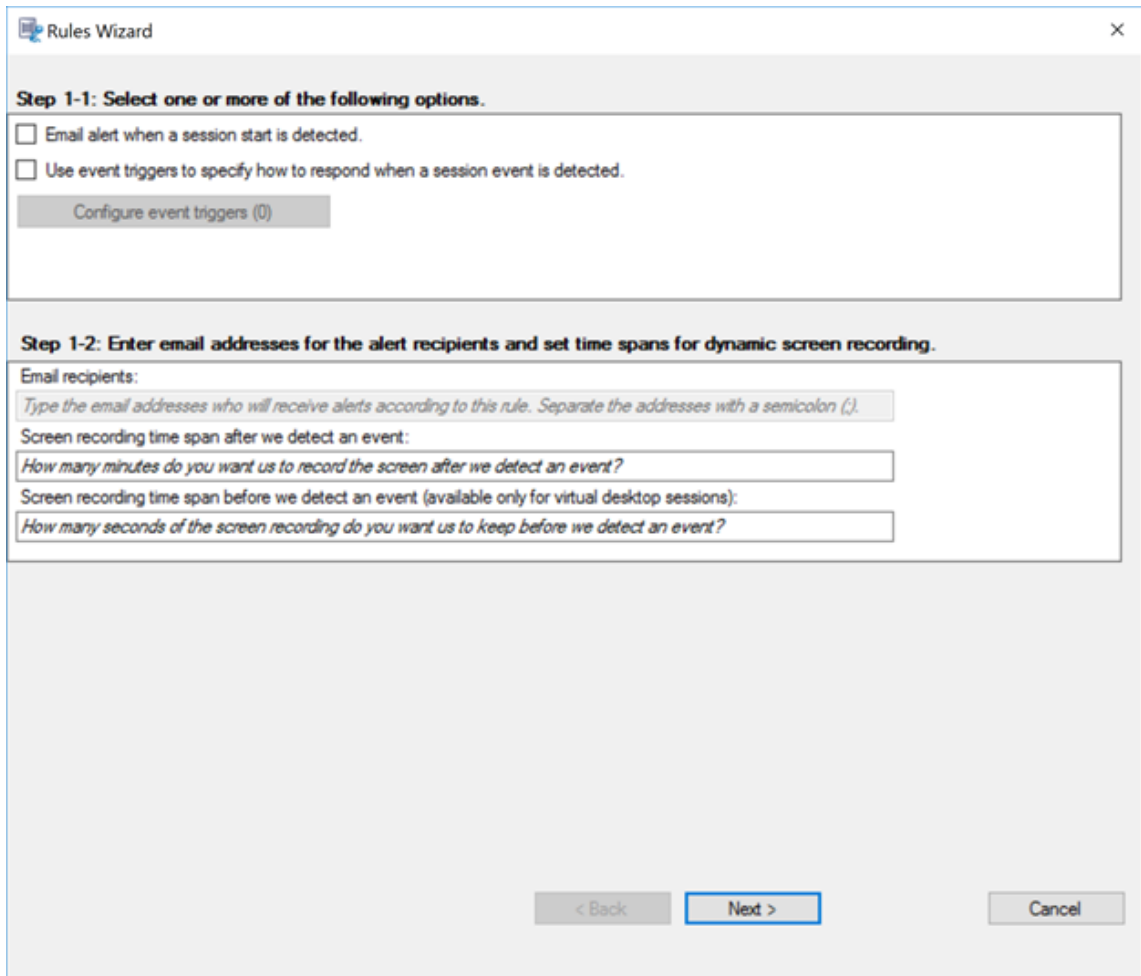 Rules Wizard
Step 1-1: Select one or more of the following options.
Email alert when a session start is detected.
Use event triggers to specify how to respond when a session event is detected.
Configure event triggers (0)
Step 1-2: Enter email addresses for the alert recipients and set time spans for dynamic screen recording.
Email recipients:
Type the email addresses who will receive alerts according to this rule. Separate the addresses with a semicolon (;).
Screen recording time span after we detect an event:
How many minutes do you want us to record the screen after we detect an event?
Screen recording time span before we detect an event (available only for virtual desktop sessions):
How many seconds of the screen recording do you want us to keep before we detect an event?
< Back Next > Cancel